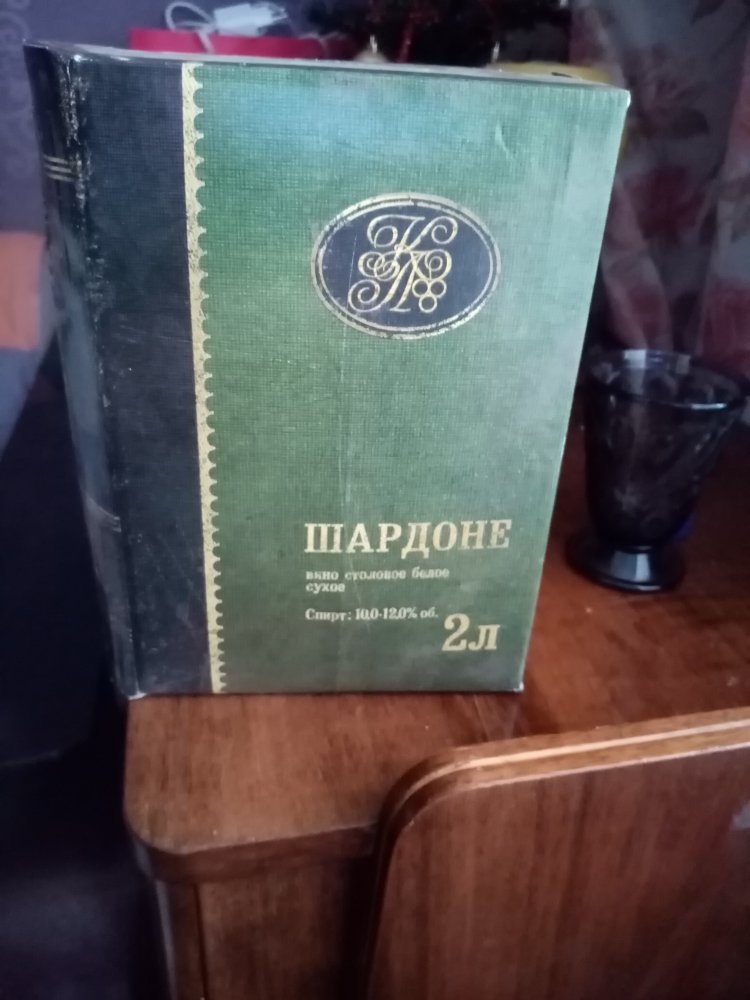 ШАРДОНЕ
вино столовое белое
сухое
Спирт: 10,0-12,0% об.
2л